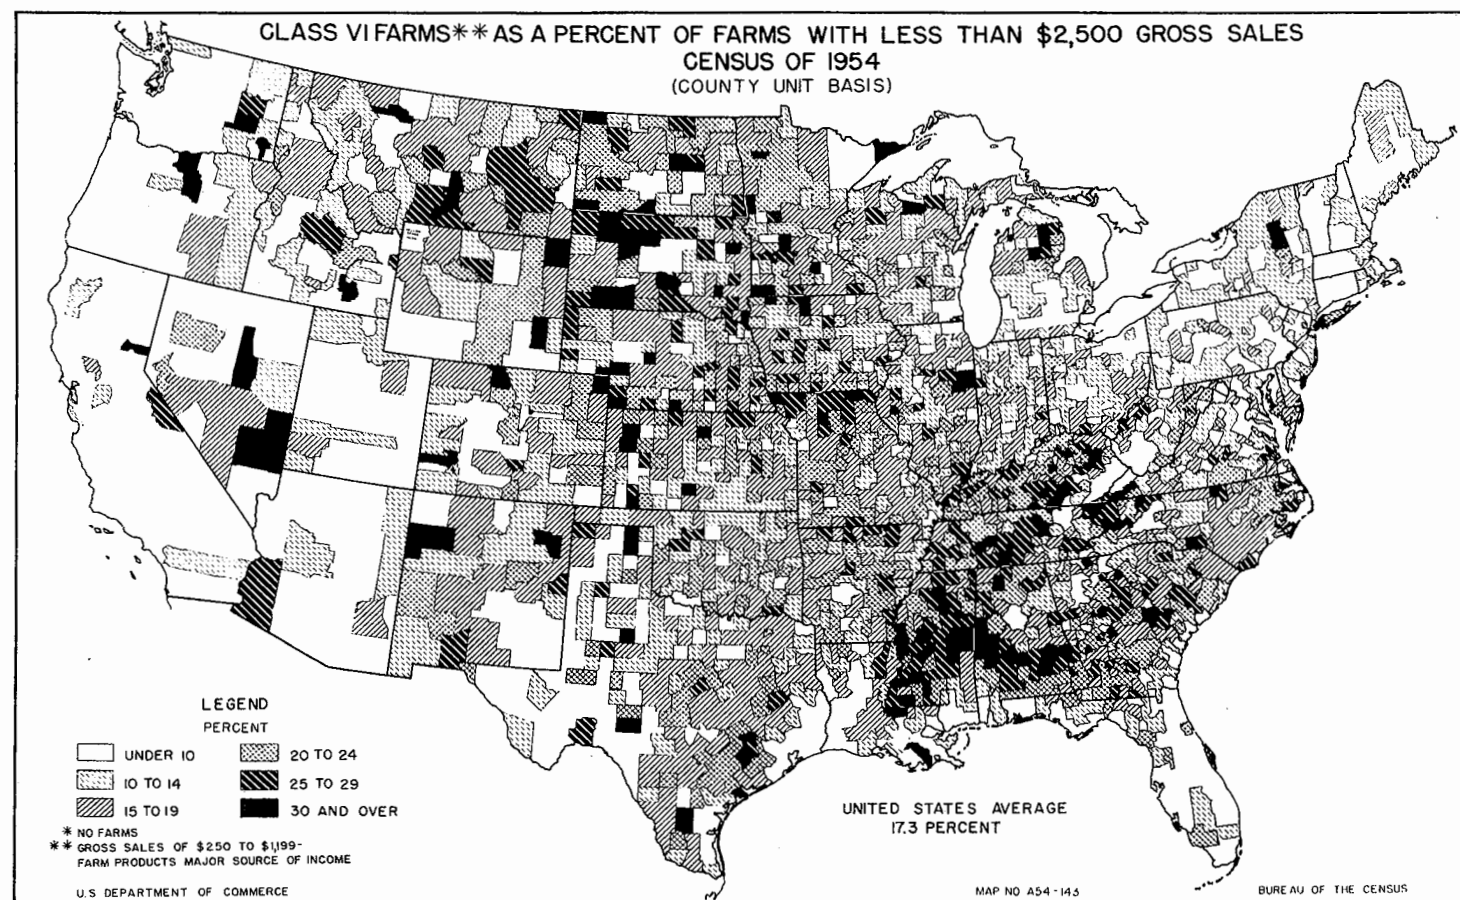 CLASS VI FARMS** AS A PERCENT OF FARMS WITH LESS THAN $2,500 GROSS SALES
CENSUS OF 1954
(COUNTY UNIT BASIS)
LEGEND
PERCENT
UNDER 10
10 TO 14
15 TO 19
20 TO 24
25 TO 29
30 AND OVER
* NO FARMS
** GROSS SALES OF $250 TO $1,199-
FARM PRODUCTS MAJOR SOURCE OF INCOME
UNITED STATES AVERAGE
17.3 PERCENT
U.S DEPARTMENT OF COMMERCE
MAP NO A54-143
BUREAU OF THE CENSUS